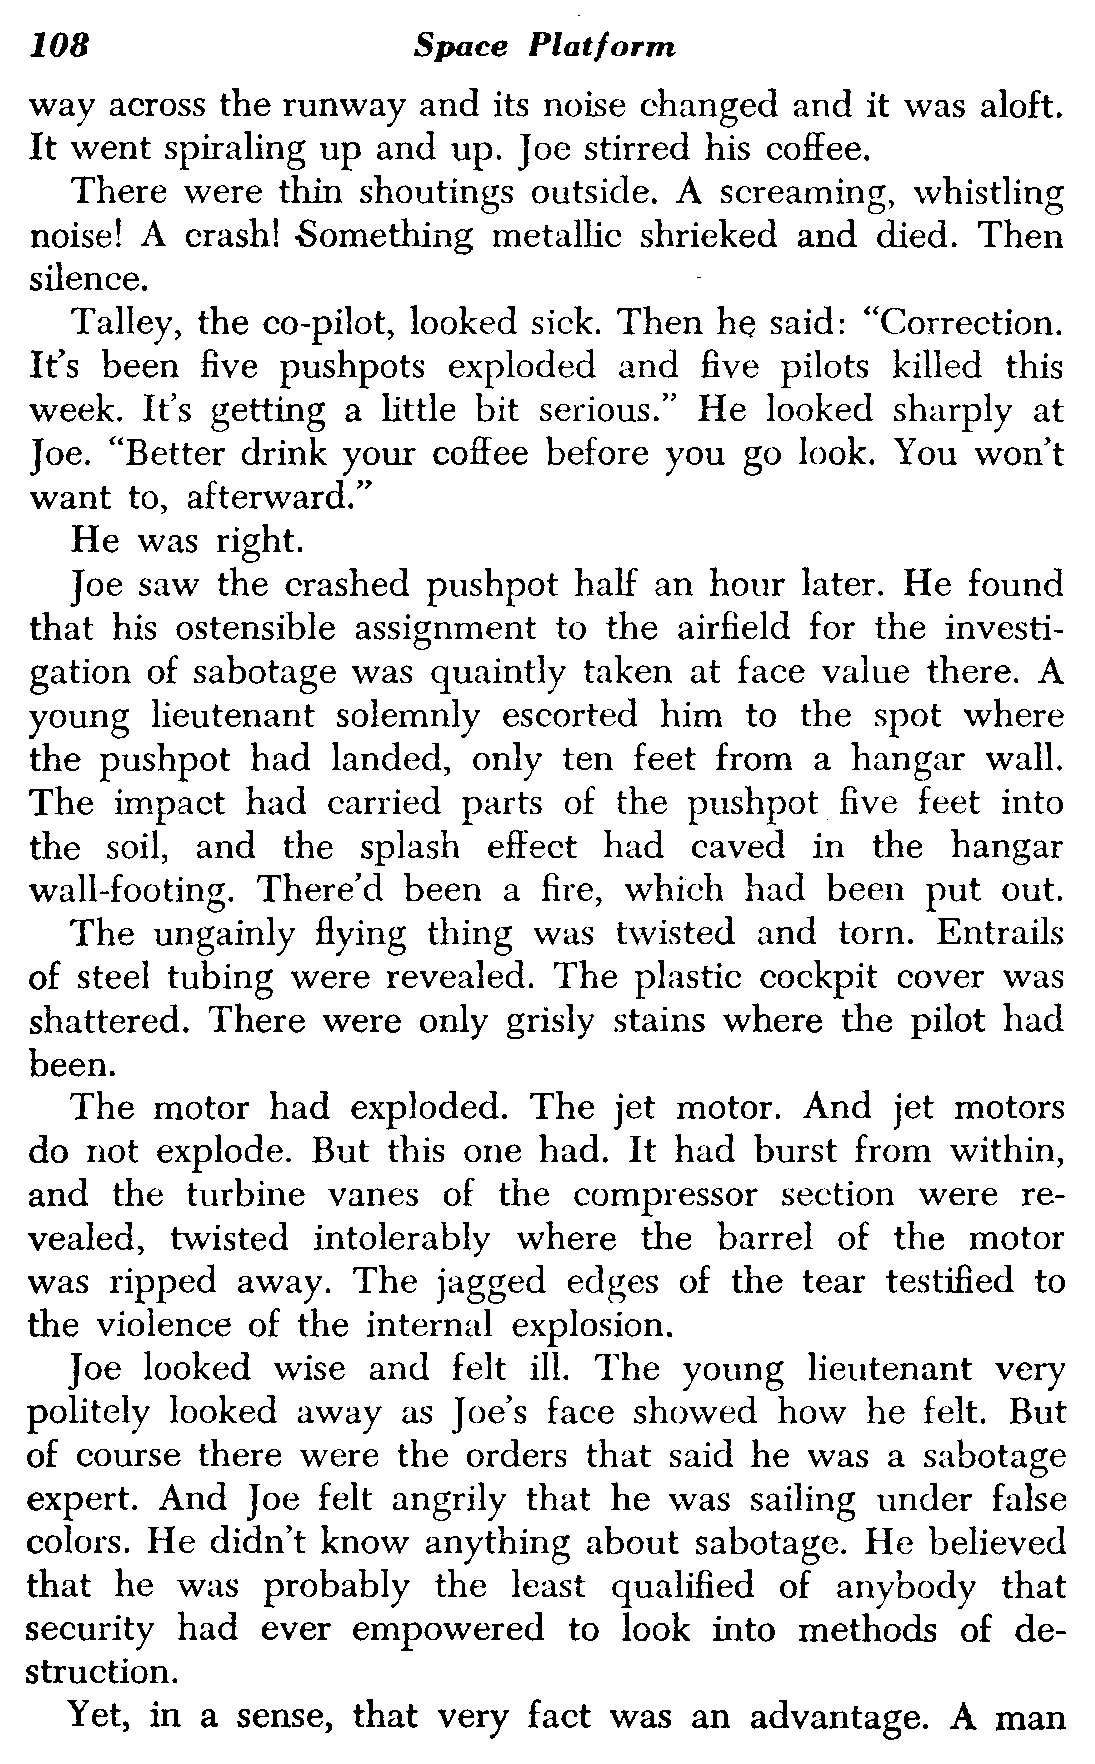 108 Space Platform
way across the runway and its noise changed and it was aloft.
It went spiraling up and up. Joe stirred his coffee.
There were thin shoutings outside. A screaming, whistling
noise! A crash! Something metallic shrieked and died. Then
silence.
Talley, the co-pilot, looked sick. Then he said: “Correction.
It’s been five pushpots exploded and five pilots killed this
week. It’s getting a little bit serious.” He looked sharply at
Joe. “Better drink your coffee before you go look. You won’t
want to, afterward.”
He was right.
Joe saw the crashed pushpot half an hour later. He found
that his ostensible assignment to the airfield for the investi-
gation of sabotage was quaintly taken at face value there. A
young lieutenant solemnly escorted him to the spot where
the pushpot had landed, only ten feet from a hangar wall.
The impact had carried parts of the pushpot five feet into
the soil, and the splash effect had caved in the hangar
wall-footing. There’d been a fire, which had been put out.
The ungainly flying thing was twisted and torn. Entrails
of steel tubing were revealed. The plastic cockpit cover was
shattered. There were only grisly stains where the pilot had
been.
The motor had exploded. The jet motor. And jet motors
do not explode. But this one had. It had burst from within,
and the turbine vanes of the compressor section were re-
vealed, twisted intolerably where the barrel of the motor
was ripped away. The jagged edges of the tear testified to
the violence of the internal explosion.
Joe looked wise and felt ill. The young lieutenant very
politely looked away as Joe’s face showed how he felt. But
of course there were the orders that said he was a sabotage
expert. And Joe felt angrily that he was sailing under false
colors. He didn’t know anything about sabotage. He believed
that he was probably the least qualified of anybody that
security had ever empowered to look into methods of de-
struction.
Yet, in a sense, that very fact was an advantage. A man